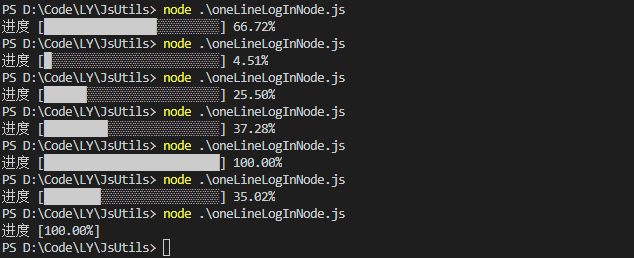 PS D:\Code\LY\JsUtils> node .\oneLineLogInNode.js
进度 [████████████████░░░░░░░░░] 66.72%
PS D:\Code\LY\JsUtils> node .\oneLineLogInNode.js
进度 [█░░░░░░░░░░░░░░░░░░░░░░░░] 4.51%
PS D:\Code\LY\JsUtils> node .\oneLineLogInNode.js
进度 [██████░░░░░░░░░░░░░░░░░░░] 25.50%
PS D:\Code\LY\JsUtils> node .\oneLineLogInNode.js
进度 [█████████░░░░░░░░░░░░░░░░] 37.28%
PS D:\Code\LY\JsUtils> node .\oneLineLogInNode.js
进度 [█████████████████████████] 100.00%
PS D:\Code\LY\JsUtils> node .\oneLineLogInNode.js
进度 [████████░░░░░░░░░░░░░░░░░] 35.02%
PS D:\Code\LY\JsUtils> node .\oneLineLogInNode.js
进度 [100.00%]
PS D:\Code\LY\JsUtils>